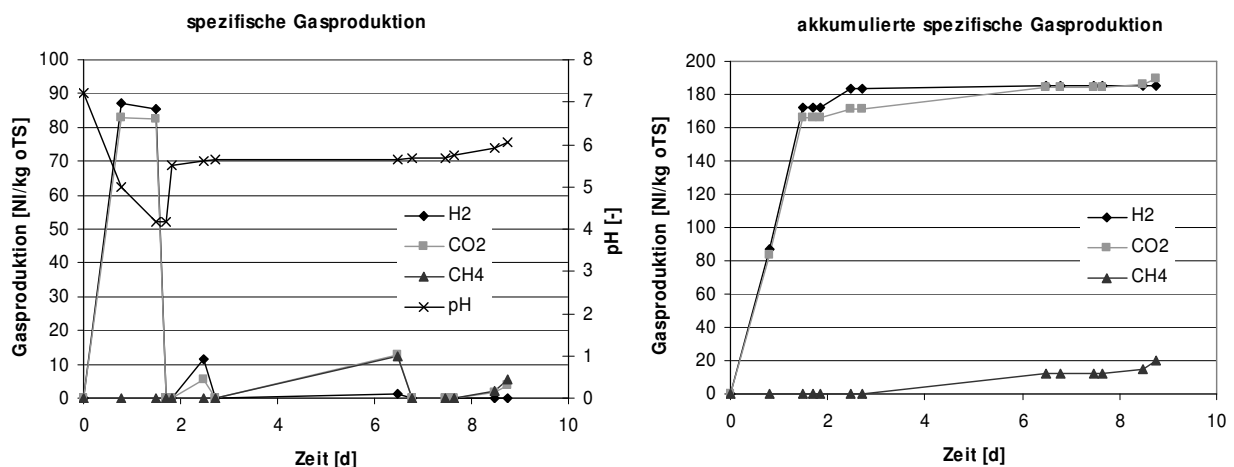 spezifische Gasproduktion
Gasproduktion [Nl/kg oTS]
100
90
80
70
60
50
40
30
20
10
0
8
7
6
5
4
3
2
1
0
pH [-]
H2
CO2
CH4
pH
0 2 4 6 8 10
Zeit [d]
akkumulierte spezifische Gasproduktion
Gasproduktion [Nl/kg oTS]
200
180
160
140
120
100
80
60
40
20
0
H2
CO2
CH4
0 2 4 6 8 10
Zeit [d]